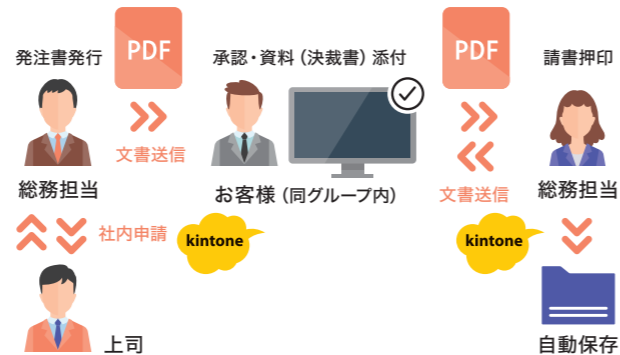 発注書発行
PDF
承認・資料（決裁書）添付
PDF
請書押印
文書送信
文書送信
総務担当
お客様（同グループ内）
総務担当
社内申請
kintone
kintone
上司
自動保存